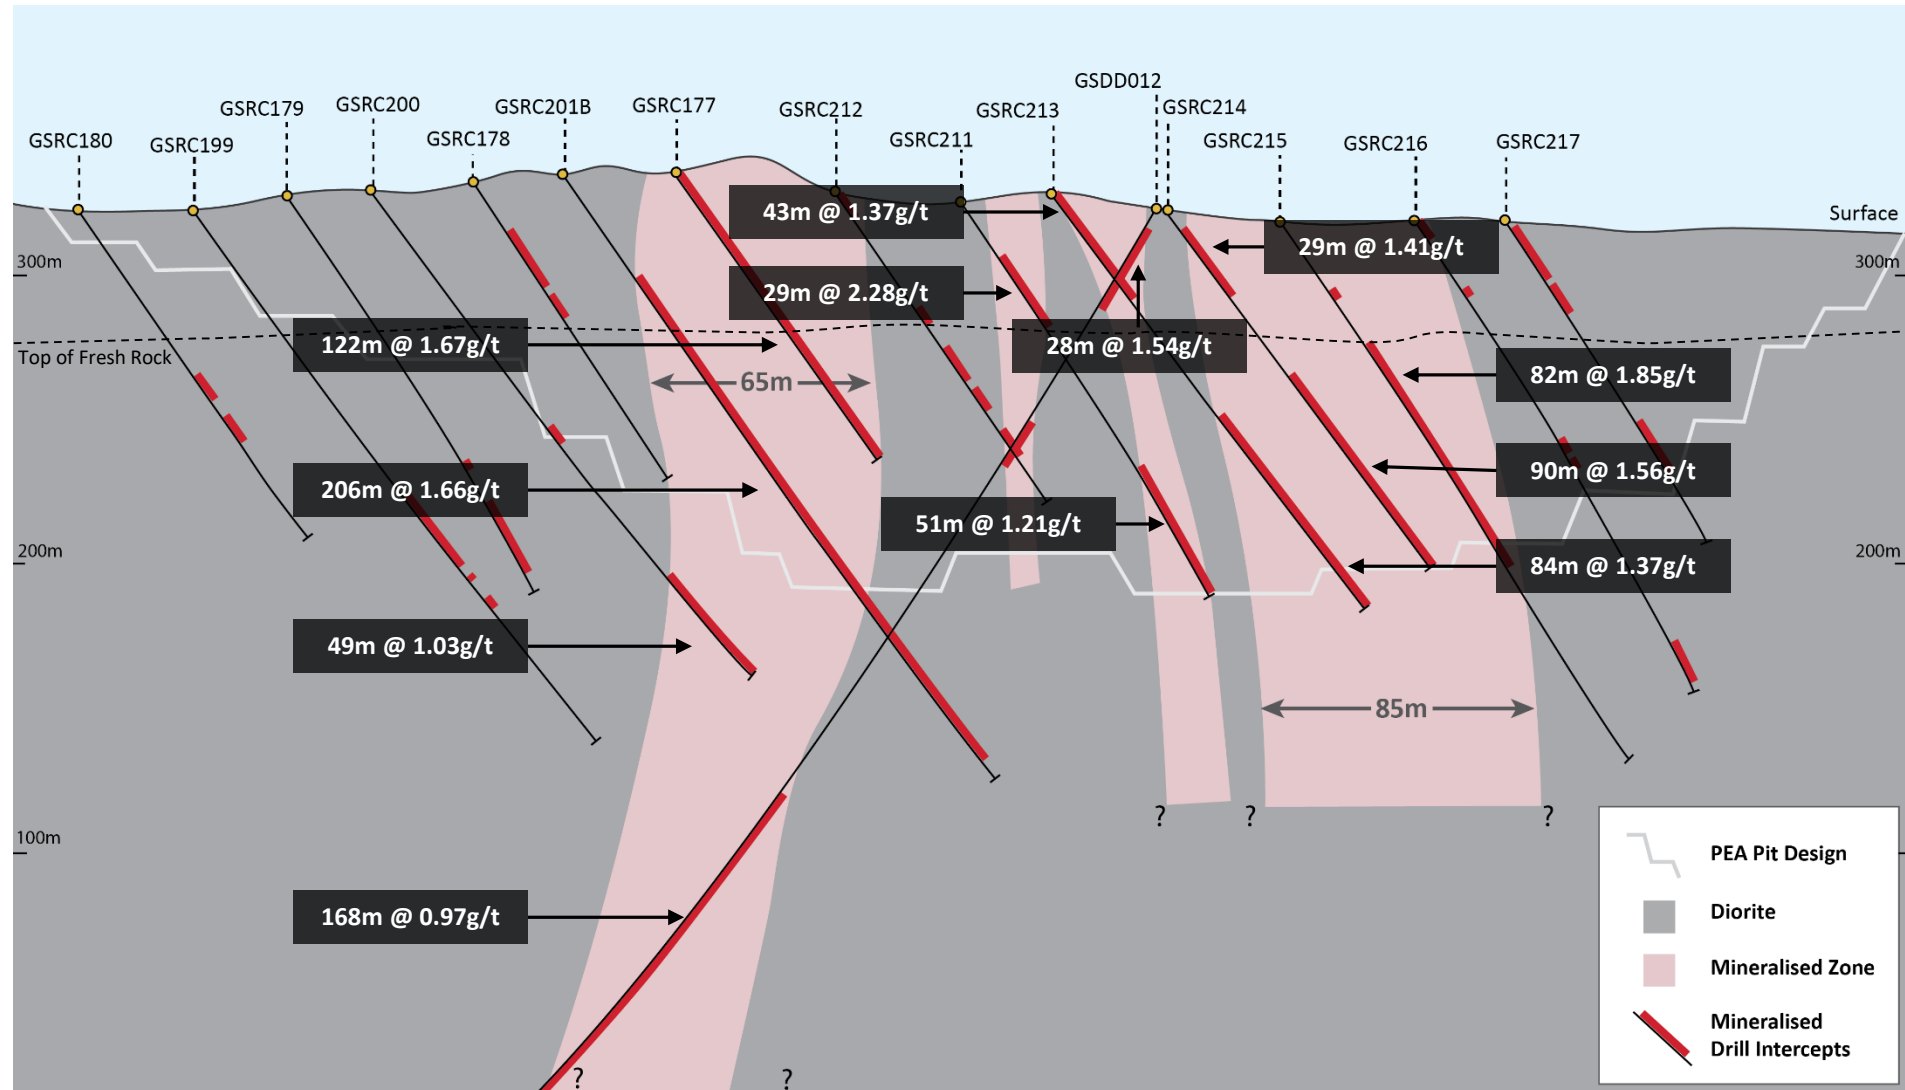 GSDD012
GSRC179
GSRC200
GSRC201B
GSRC177
GSRC212
GSRC213
GSRC214
GSRC180
GSRC199
GSRC178
GSRC211
GSRC215
GSRC216
GSRC217
Surface
43m @ 1.37g/t
29m @ 1.41g/t
300m
300m
29m @ 2.28g/t
Top of Fresh Rock
122m @ 1.67g/t
28m @ 1.54g/t
65m
82m @ 1.85g/t
90m @ 1.56g/t
206m @ 1.66g/t
51m @ 1.21g/t
200m
200m
84m @ 1.37g/t
49m @ 1.03g/t
85m
? ? ?
100m
168m @ 0.97g/t
? ?
PEA Pit Design
Diorite
Mineralised Zone
Mineralised
Drill Intercepts